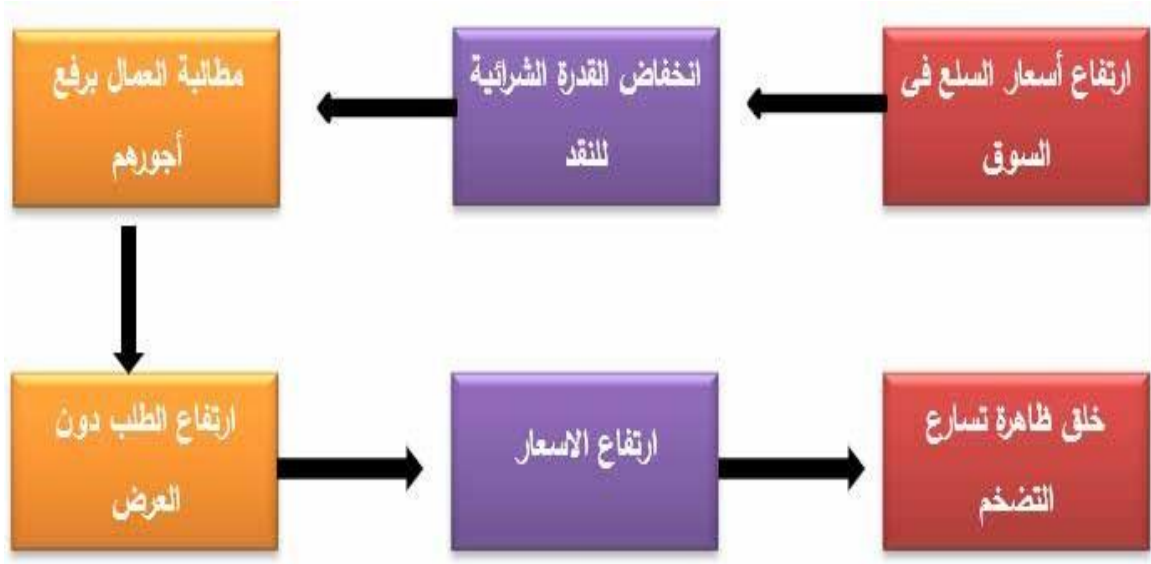 ارتفاع أسعار السلع فى
السوق
انخفاض القدرة الشرائية
للنقد
مطالبة العمال برفع
أجورهم
ارتفاع الطلب دون
العرض
ارتفاع الاسعار
خلق ظاهرة تسارع
التضخم